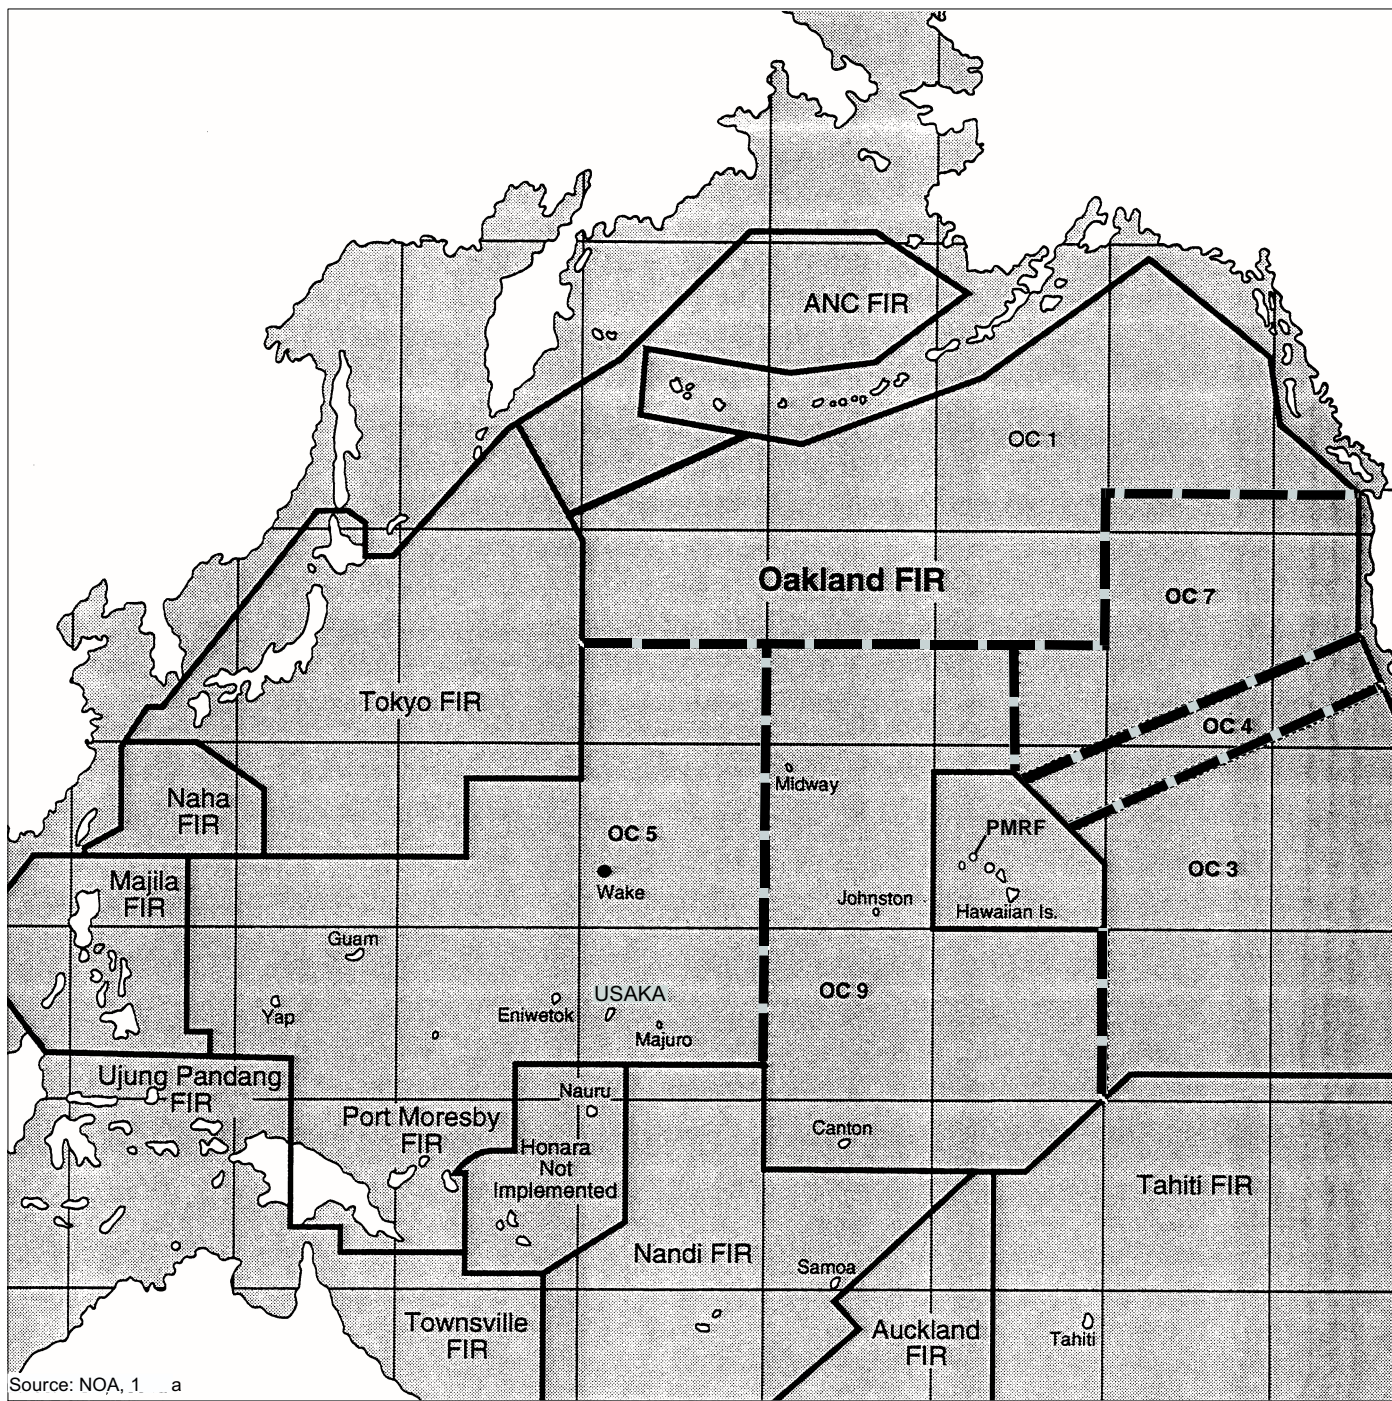 ANC FIR
OC 1
Oakland FIR
OC 7
Tokyo FIR
OC 4
Midway
Naha
FIR
PMRF
OC 5
OC 3
Majila
FIR
Wake
Johnston
Hawaiian Is.
Guam
OC 9
USAKA
Yap
Eniwetok
Majuro
Ujung Pandang
FIR
Nauru
Port Moresby
FIR
Canton
Honara
Not
Implemented
Tahiti FIR
Nandi FIR
Samoa
Townsville
FIR
Auckland
FIR
Tahiti
Source: NOA, 1 a